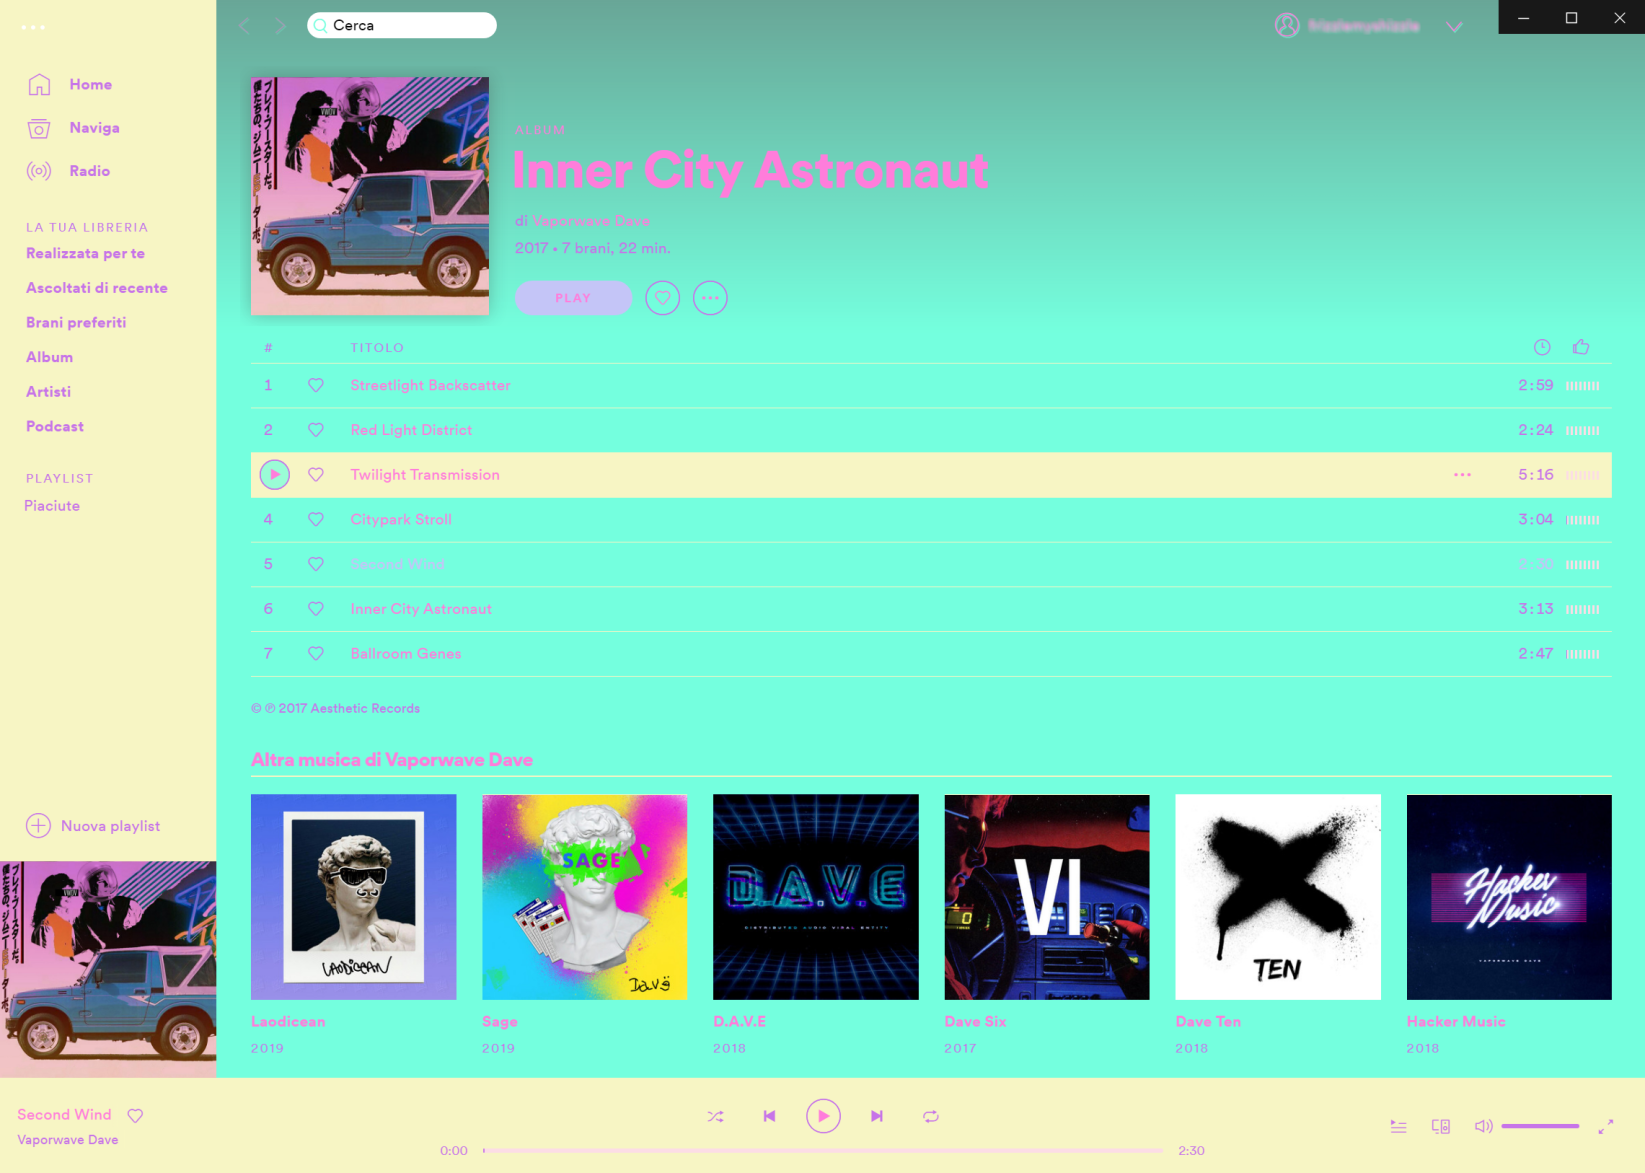 Cerca
Home
Naviga
Radio
LA TUA LIBRERIA
Realizzata per te
Ascoltati di recente
Brani preferiti
Album
Artisti
Podcast
PLAYLIST
Piaciute
Nuova playlist
ALBUM
Inner City Astronaut
di Vaporwave Dave
2017 • 7 brani, 22 min.
PLAY
# TITOLO
1 Streetlight Backscatter 2:59
2 Red Light District 2:24
Twilight Transmission 5:16
4 Citypark Stroll 3:04
5 Second Wind 2:30
6 Inner City Astronaut 3:13
7 Ballroom Genes 2:47
© ℗ 2017 Aesthetic Records
Altra musica di Vaporwave Dave
LAODICEAN
SAGE
Dave
D.A.V.E
DISTRIBUTED AUDIO VIRAL ENTITY
VI
TEN
Hacker
Music
VAPORWAVE DAVE
Laodicean
2019
Sage
2019
D.A.V.E
2018
Dave Six
2017
Dave Ten
2018
Hacker Music
2018
Second Wind
Vaporwave Dave
0:00
2:30